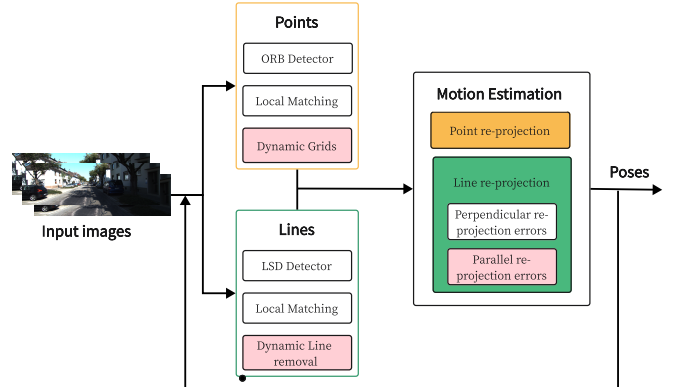 Points
ORB Detector
Local Matching
Dynamic Grids
Input images
Lines
LSD Detector
Local Matching
Dynamic Line
removal
Motion Estimation
Point re-projection
Line re-projection
Perpendicular re-
projection errors
Parallel re-
projection errors
Poses